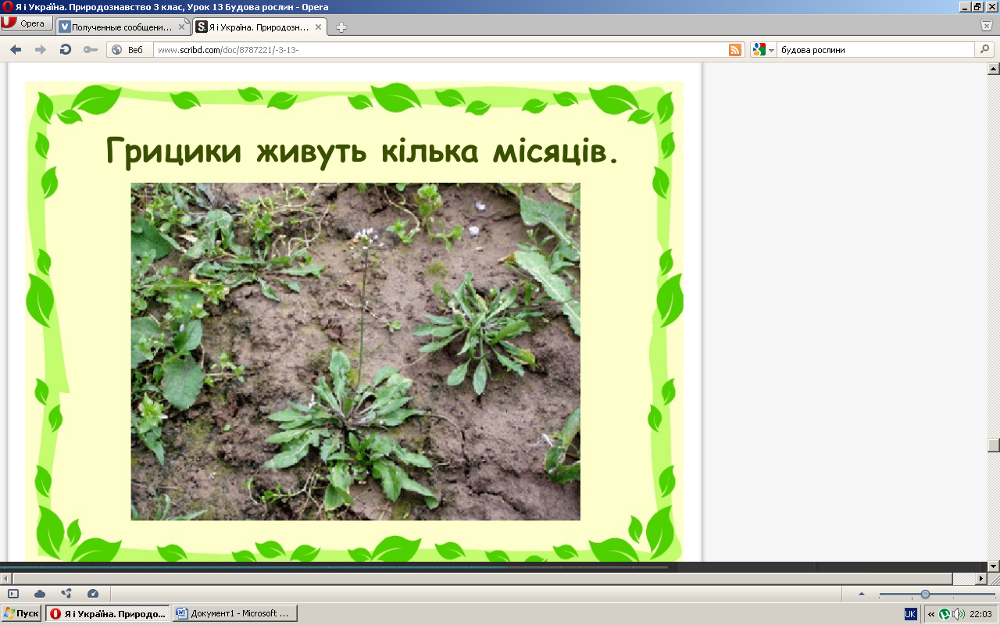 Я і Україна. Природознавство 3 клас, Урок 13 Будова рослин - Opera
Opera
Полученные сообщени...
Я і Україна. Природозн...
Веб
www.scribd.com/doc/8787221/-3-13-
будова рослини
Грицики живуть кілька місяців.
Пуск
Я і Україна. Природо...
Документ1 - Microsoft ...
UK
«
22:03